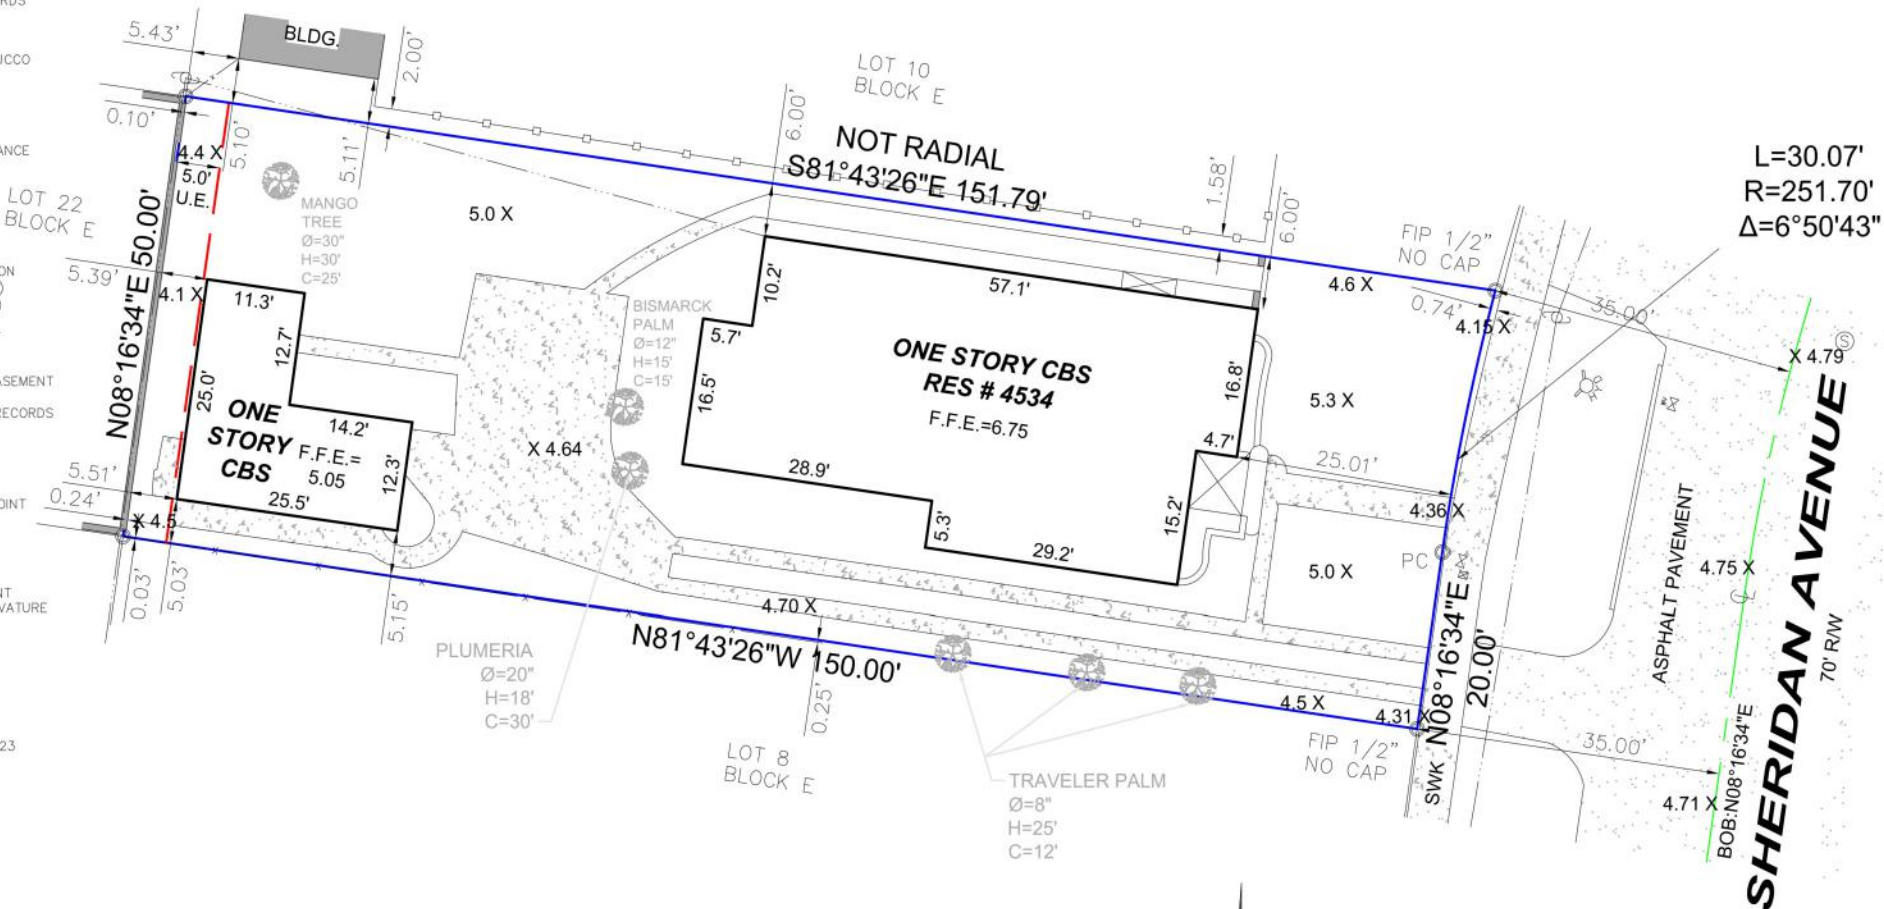 RDS
UCCO
ANCE
ON
ASEMENT
RECORDS
OINT
NT
VATURE
23
5.43'
BLDG.
2.00'
LOT 10
BLOCK E
0.10'
5.10'
5.11'
6.00'
NOT RADIAL
S81°43'26"E 151.79'
1.58'
6.00'
L=30.07'
R=251.70'
Δ=6°50'43"
4.4 X
5.0'
U.E.
LOT 22
BLOCK E
N08°16'34"E 50.00'
MANGO
TREE
Ø=30"
H=30'
C=25'
5.0 X
FIP 1/2"
NO CAP
4.6 X
0.74'
4.15 X
35.00'
X 4.79
S
5.39'
4.1 X
11.3'
12.7'
25.0'
ONE
STORY
CBS
F.F.E.=
5.05
14.2'
12.3'
25.5'
BISMARCK
PALM
Ø=12"
H=15'
C=15'
10.2'
5.7'
16.5'
57.1'
ONE STORY CBS
RES # 4534
F.F.E.=6.75
16.8'
4.7'
28.9'
5.3'
29.2'
15.2'
5.3 X
25.01'
4.36 X
X 4.64
5.51'
0.24'
X 4.5
0.03'
5.03'
5.15'
PC
5.0 X
4.75 X
ASPHALT PAVEMENT
SHERIDAN AVENUE
70' R/W
4.70 X
N81°43'26"W 150.00'
0.25'
PLUMERIA
Ø=20"
H=18'
C=30'
LOT 8
BLOCK E
TRAVELER PALM
Ø=8"
H=25'
C=12'
4.5 X
4.31 X
FIP 1/2"
NO CAP
SWK
N08°16'34"E
20.00'
35.00'
4.71 X
BOB:N08°16'34"E